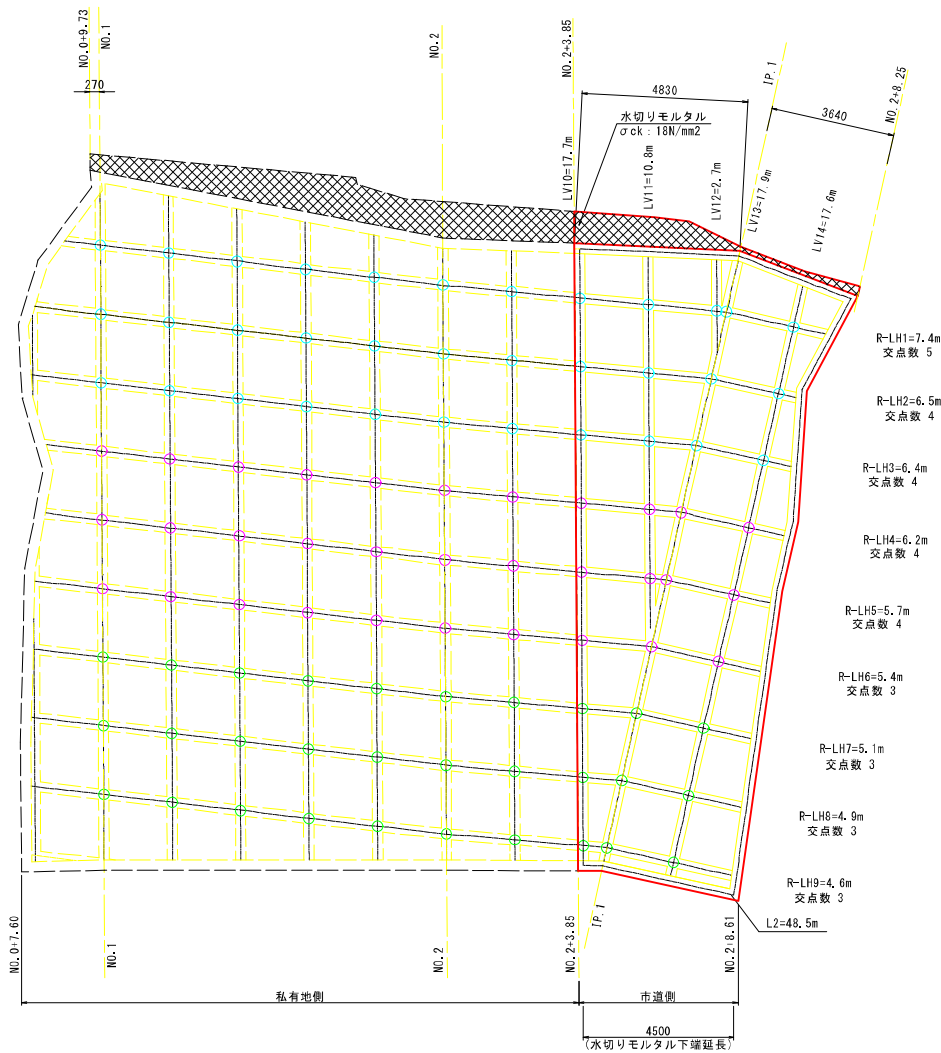 NO.0+9.73
NO.1
270
NO.2
NO.2+3.85
4830
IP.1
3640
NO.2+8.25
水切りモルタル
σck : 18N/mm2
LV10=17.7m
LV11=10.8m
LV12=2.7m
LV13=17.9m
LV14=17.6m
R-LH1=7.4m
交点数 5
R-LH2=6.5m
交点数 4
R-LH3=6.4m
交点数 4
R-LH4=6.2m
交点数 4
R-LH5=5.7m
交点数 4
R-LH6=5.4m
交点数 3
R-LH7=5.1m
交点数 3
R-LH8=4.9m
交点数 3
R-LH9=4.6m
交点数 3
L2=48.5m
NO.0+7.60
NO.1
NO.2
NO.2+3.85
IP.1
NO.2+8.61
私有地側
市道側
4500
(水切りモルタル下端延長)